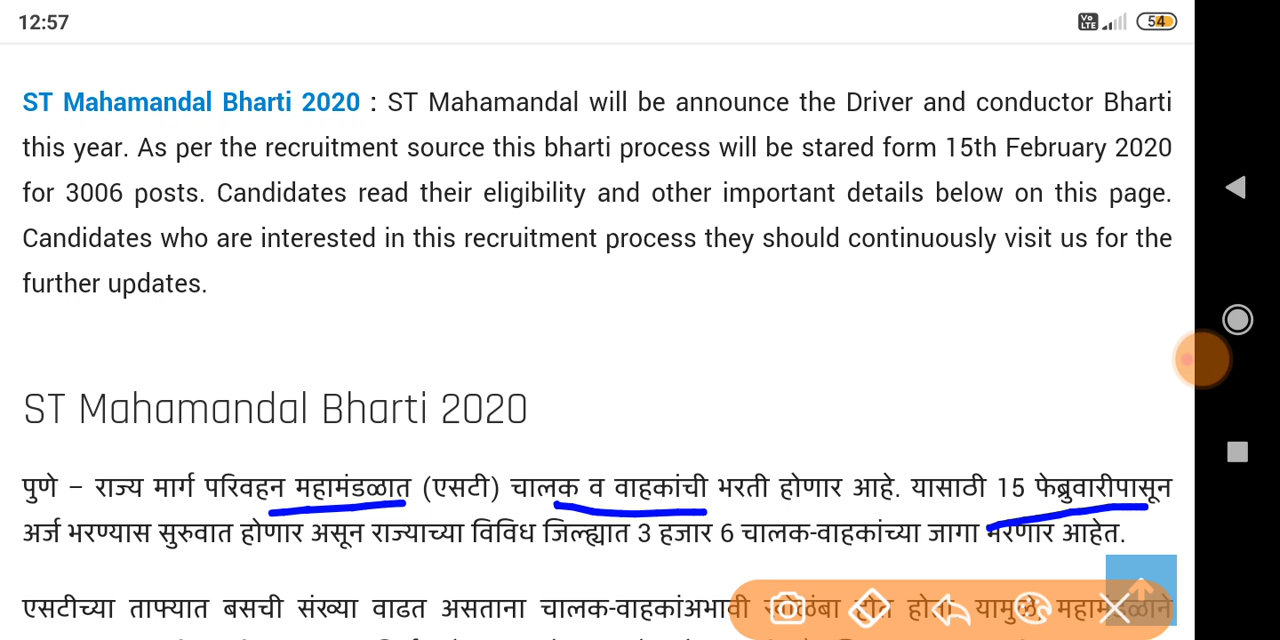 12:57
Vo LTE 54
ST Mahamandal Bharti 2020 : ST Mahamandal will be announce the Driver and conductor Bharti
this year. As per the recruitment source this bharti process will be stared form 15th February 2020
for 3006 posts. Candidates read their eligibility and other important details below on this page.
Candidates who are interested in this recruitment process they should continuously visit us for the
further updates.
ST Mahamandal Bharti 2020
पुणे – राज्य मार्ग परिवहन महामंडळात (एसटी) चालक व वाहकांची भरती होणार आहे. यासाठी 15 फेब्रुवारीपासून
अर्ज भरण्यास सुरुवात होणार असून राज्याच्या विविध जिल्ह्यात 3 हजार 6 चालक-वाहकांच्या जागा भरणार आहेत.
एसटीच्या ताफ्यात बसची संख्या वाढत असताना चालक-वाहकांअभावी खोळंबा होत होता. यामुळे, महामंडळाने